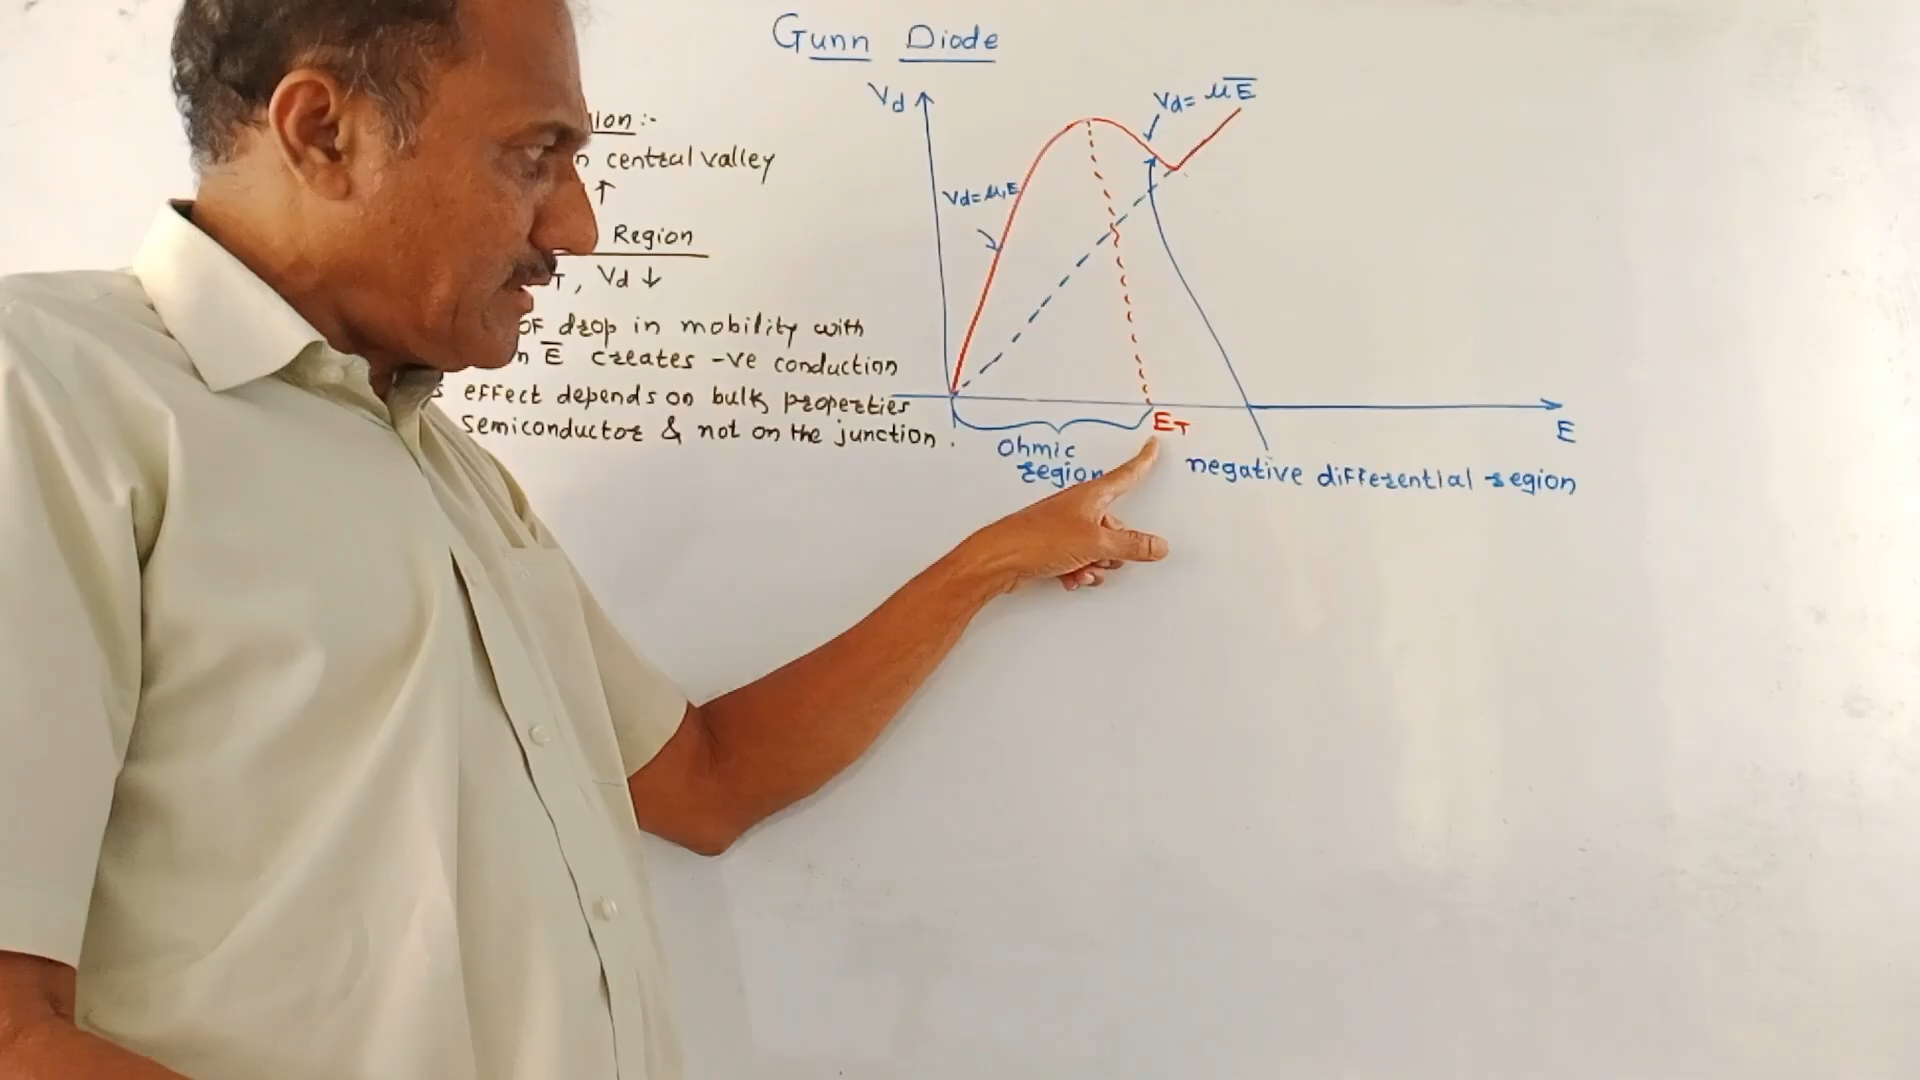 Gunn Diode
:-
central valley
↑
Region
, Vd ↓
OF drop in mobility with
E̅ creates -ve conduction
effect depends on bulk properties
semiconductor & not on the junction .
Vd
Vd= μE̅
Vd=μ,E
ET
E
Ohmic
region
negative differential region